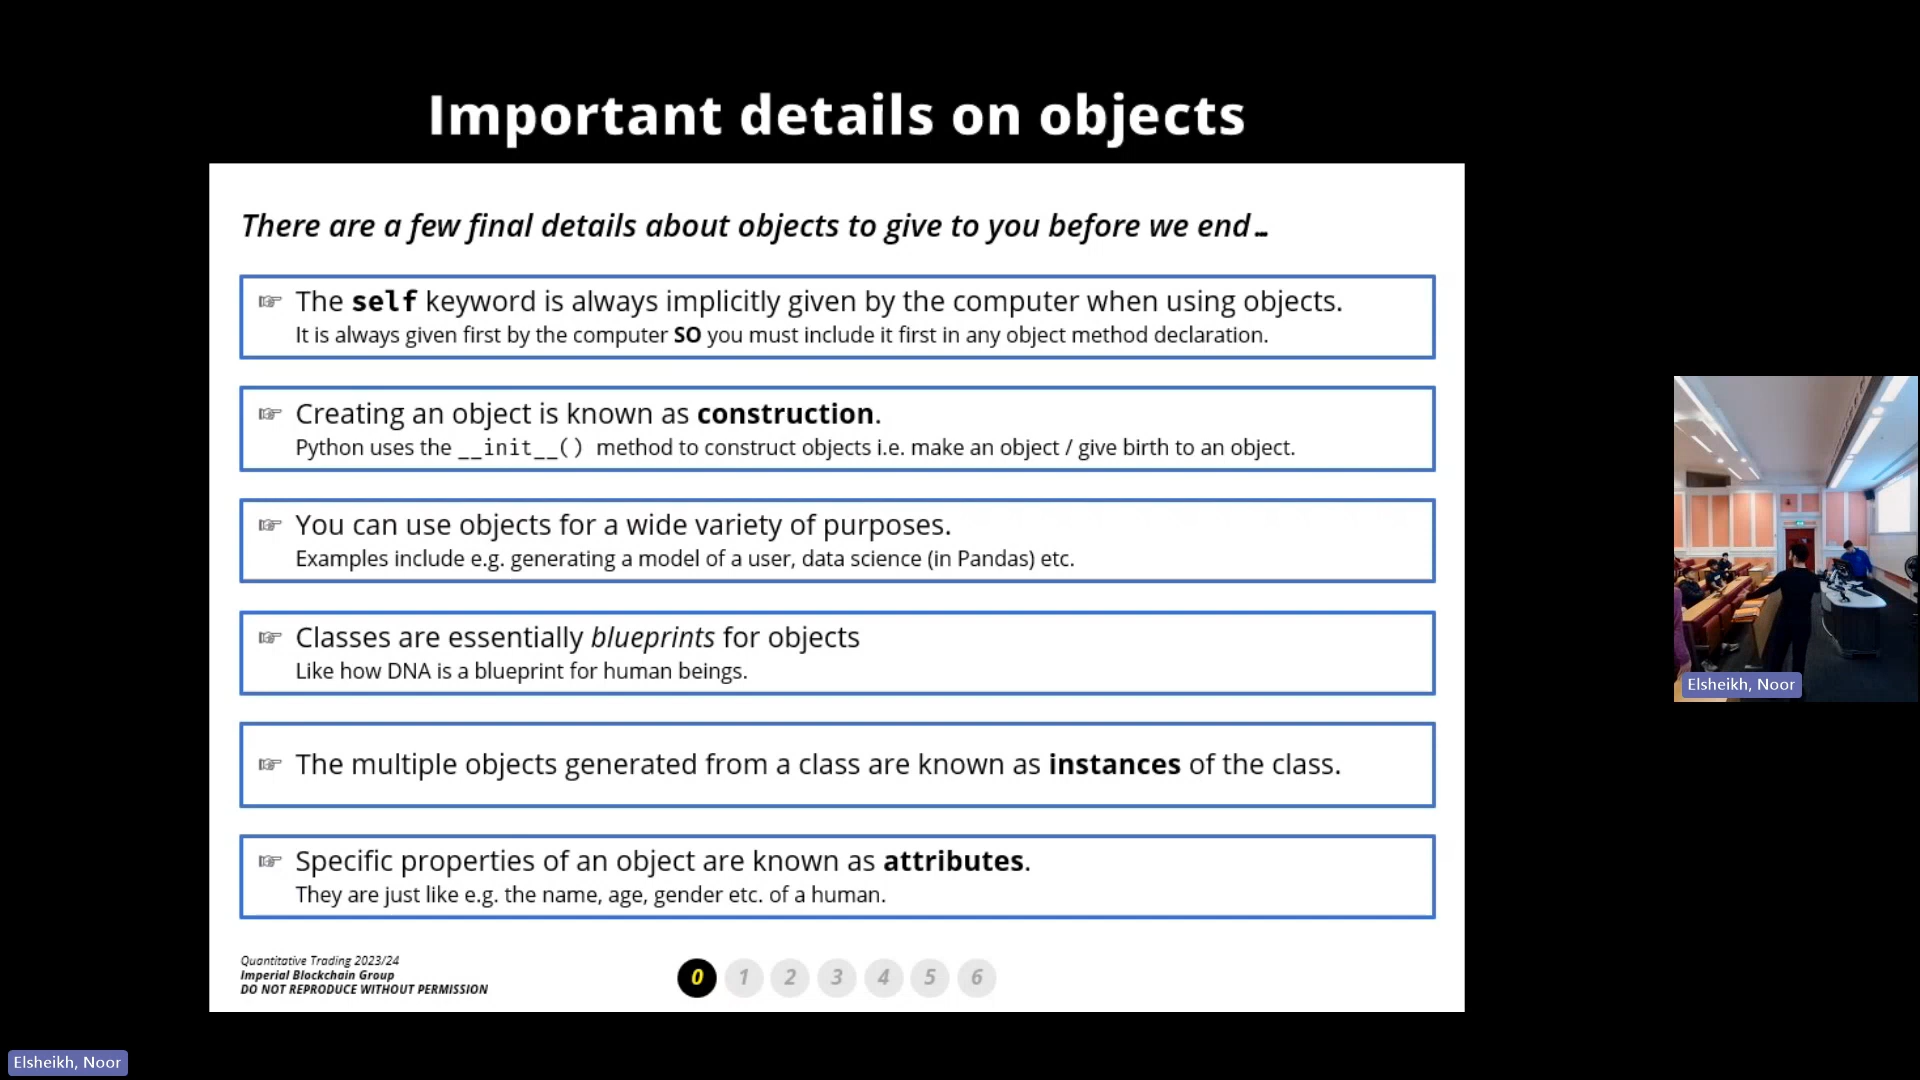 Important details on objects
There are a few final details about objects to give to you before we end…
☞ The self keyword is always implicitly given by the computer when using objects.
It is always given first by the computer SO you must include it first in any object method declaration.
☞ Creating an object is known as construction.
Python uses the __init__() method to construct objects i.e. make an object / give birth to an object.
☞ You can use objects for a wide variety of purposes.
Examples include e.g. generating a model of a user, data science (in Pandas) etc.
☞ Classes are essentially blueprints for objects
Like how DNA is a blueprint for human beings.
☞ The multiple objects generated from a class are known as instances of the class.
☞ Specific properties of an object are known as attributes.
They are just like e.g. the name, age, gender etc. of a human.
Quantitative Trading 2023/24
Imperial Blockchain Group
DO NOT REPRODUCE WITHOUT PERMISSION
0 1 2 3 4 5 6
Elsheikh, Noor
Elsheikh, Noor